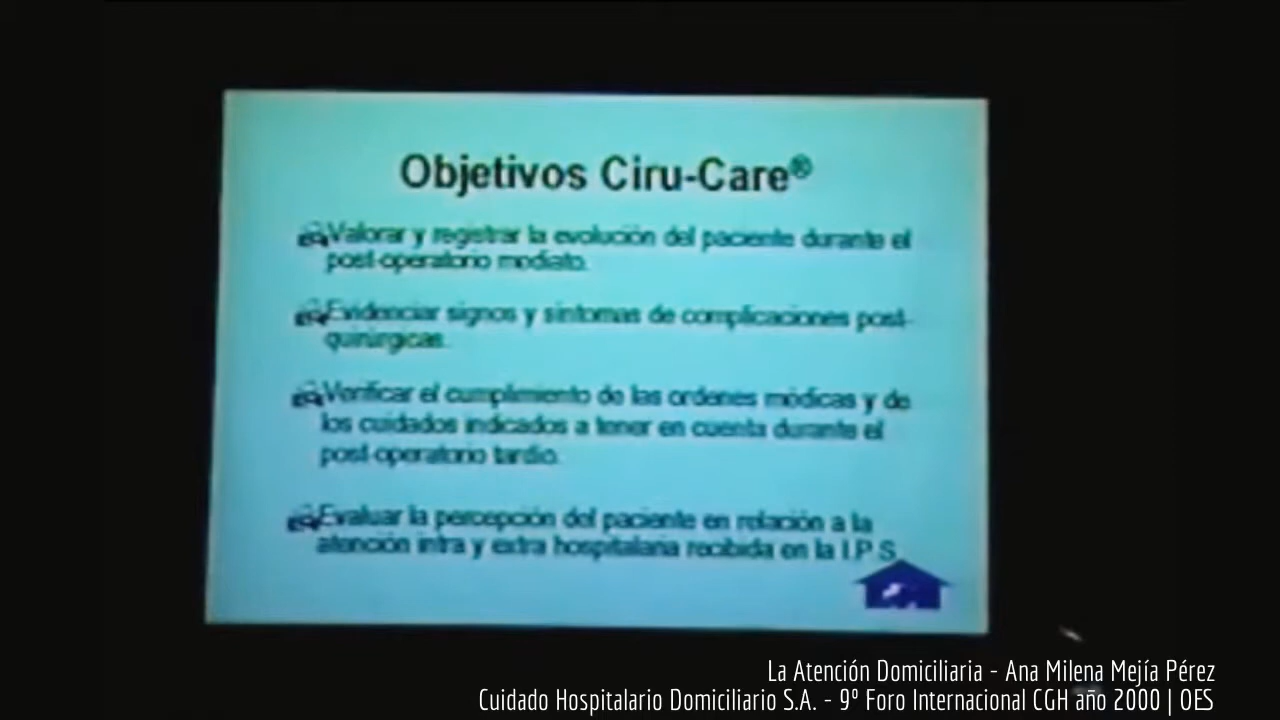 Objetivos Ciru-Care®
Valorar y registrar la evolución del paciente durante el
post-operatorio mediato.
Evidenciar signos y síntomas de complicaciones post-
quirúrgicas.
Verificar el cumplimiento de las ordenes médicas y de
los cuidados indicados a tener en cuenta durante el
post-operatorio tardío.
Evaluar la percepción del paciente en relación a la
atención intra y extra hospitalaria recibida en la I.P.S.
La Atención Domiciliaria - Ana Milena Mejía Pérez
Cuidado Hospitalario Domiciliario S.A. - 9º Foro Internacional CGH año 2000 | OES